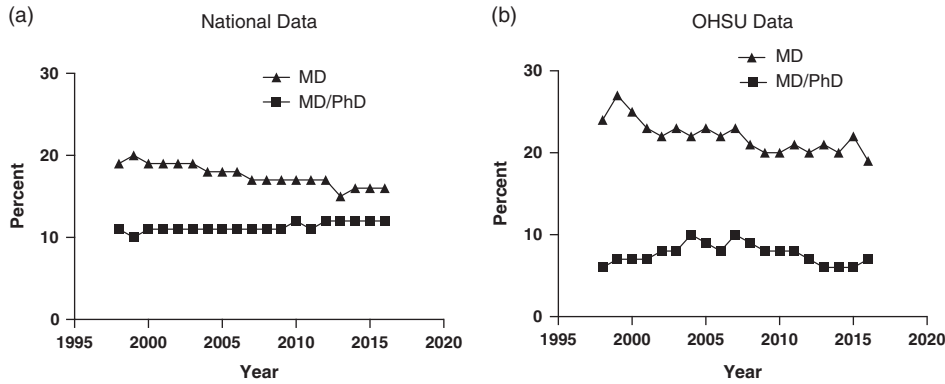 (a)
National Data
MD
MD/PhD
30
20
10
0
Percent
1995 2000 2005 2010 2015 2020
Year
(b)
OHSU Data
MD
MD/PhD
30
20
10
0
Percent
1995 2000 2005 2010 2015 2020
Year